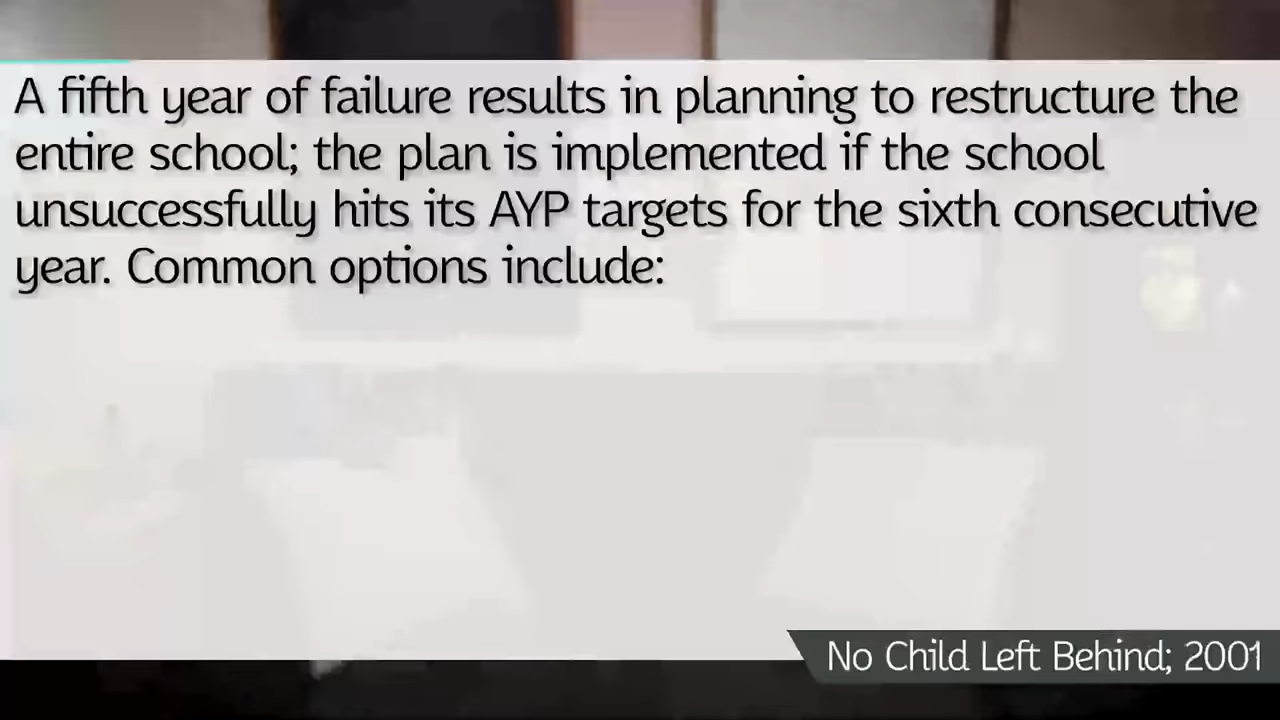 A fifth year of failure results in planning to restructure the
entire school; the plan is implemented if the school
unsuccessfully hits its AYP targets for the sixth consecutive
year. Common options include:
No Child Left Behind; 2001